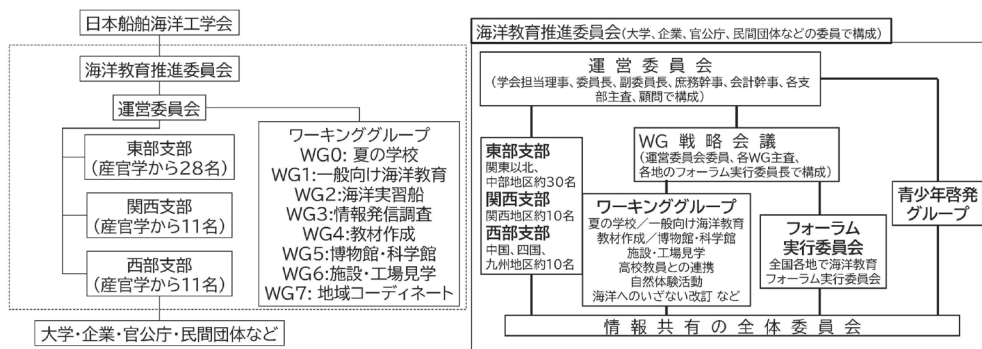 日本船舶海洋工学会
海洋教育推進委員会
運営委員会
東部支部
(産官学から28名)
関西支部
(産官学から11名)
西部支部
(産官学から11名)
ワーキンググループ
WG0: 夏の学校
WG1:一般向け海洋教育
WG2:海洋実習船
WG3:情報発信調査
WG4:教材作成
WG5:博物館・科学館
WG6:施設・工場見学
WG7: 地域コーディネート
大学・企業・官公庁・民間団体など
海洋教育推進委員会(大学、企業、官公庁、民間団体などの委員で構成)
運営委員会
(学会担当理事、委員長、副委員長、庶務幹事、会計幹事、各支
部主査、顧問で構成)
東部支部
関東以北、
中部地区約30名
関西支部
関西地区約10名
西部支部
中国、四国、
九州地区約10名
WG 戦略会議
(運営委員会委員、各WG主査、
各地のフォーラム実行委員長で構成)
ワーキンググループ
夏の学校/一般向け海洋教育
教材作成/博物館・科学館
施設・工場見学
高校教員との連携
自然体験活動
海洋へのいざない改訂 など
フォーラム
実行委員会
全国各地で海洋教育
フォーラム実行委員会
青少年啓発
グループ
情報共有の全体委員会